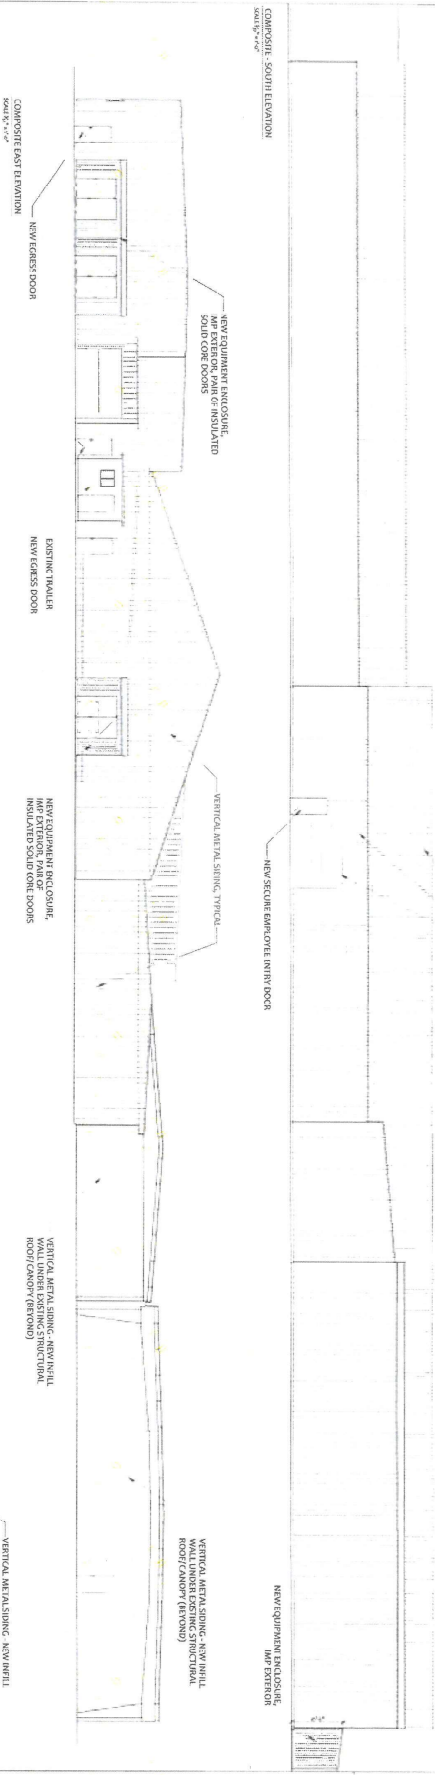 COMPOSITE - SOUTH ELEVATION
NEW SECURE EMPLOYEE ENTRY DOOR
NEW EQUIPMENT ENCLOSURE,
IMP EXTERIOR
NEW EQUIPMENT ENCLOSURE,
IMP EXTERIOR, PAIR OF INSULATED
SOLID CORE DOORS
VERTICAL METAL SIDING, TYPICAL
VERTICAL METAL SIDING - NEW INFILL
WALL UNDER EXISTING STRUCTURAL
ROOF/CANOPY (BEYOND)
COMPOSITE EAST ELEVATION
NEW EGRESS DOOR
EXISTING TRAILER
NEW EGRESS DOOR
NEW EQUIPMENT ENCLOSURE,
IMP EXTERIOR, PAIR OF
INSULATED SOLID CORE DOORS
VERTICAL METAL SIDING - NEW INFILL
WALL UNDER EXISTING STRUCTURAL
ROOF/CANOPY (BEYOND)
VERTICAL METAL SIDING - NEW INFILL